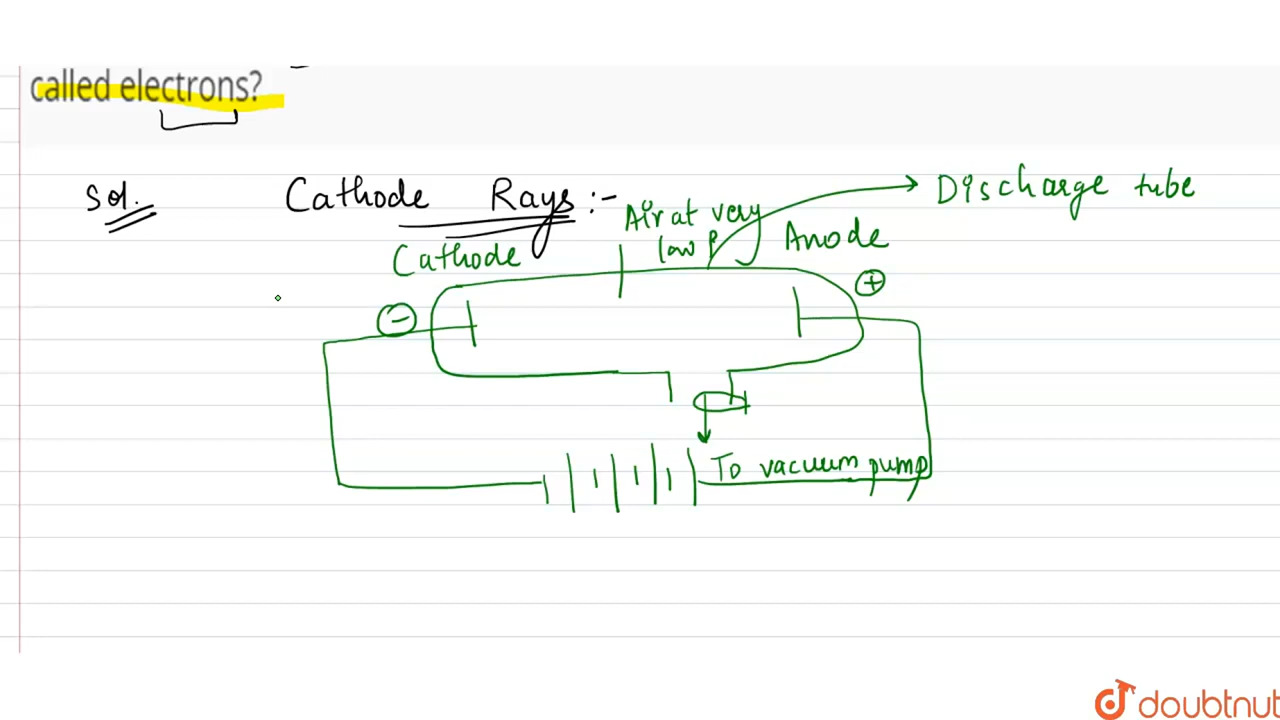 called electrons?
Sol.
Cathode Rays :-
Discharge tube
Air at very
low P
Cathode
Anode
+
-
To vacuum pump
doubtnut